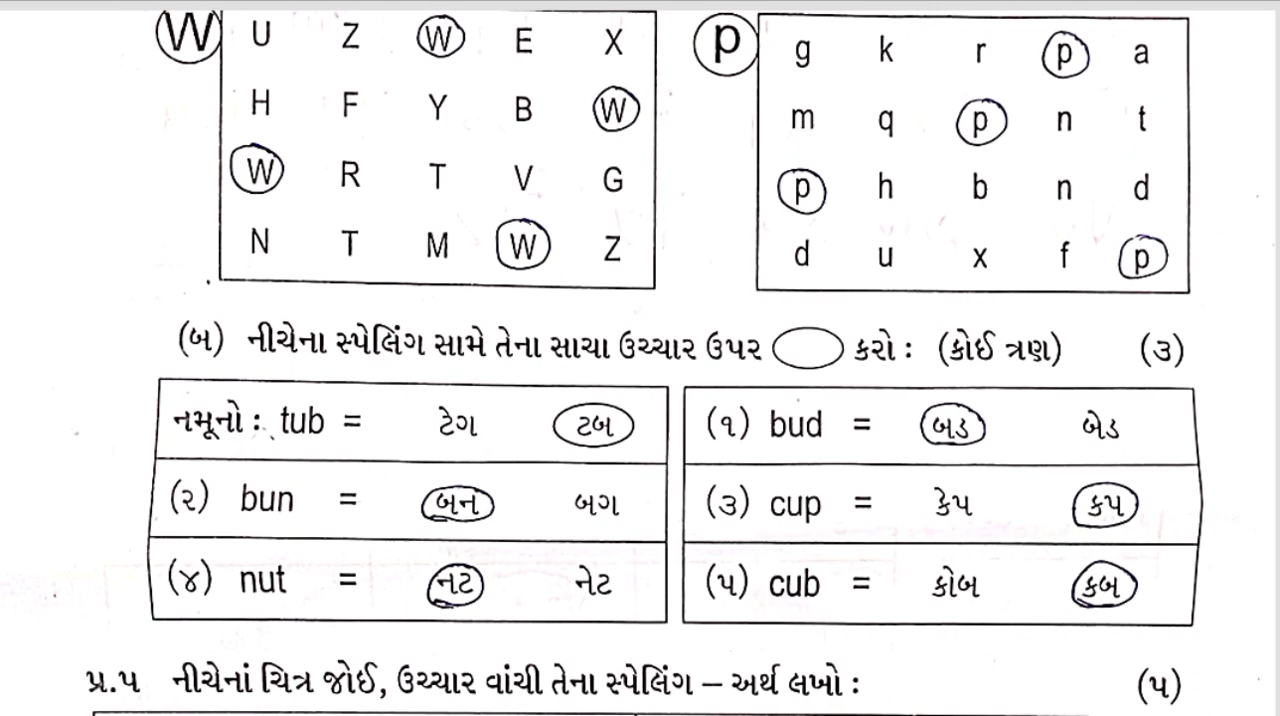 W U Z W E X
H F Y B W
W R T V G
N T M W Z
p g k r p a
m q p n t
p h b n d
d u x f p
(બ) નીચેના સ્પેલિંગ સામે તેના સાચા ઉચ્ચાર ઉપર કરો : (કોઈ ત્રણ) (૩)
નમૂનો : tub = ટેગ ટબ
(૧) bud = બડ બેડ
(૨) bun = બન બગ
(૩) cup = કેપ કપ
(૪) nut = નટ નેટ
(૫) cub = કોબ કબ
પ્ર.૫ નીચેનાં ચિત્ર જોઈ, ઉચ્ચાર વાંચી તેના સ્પેલિંગ – અર્થ લખો : (૫)